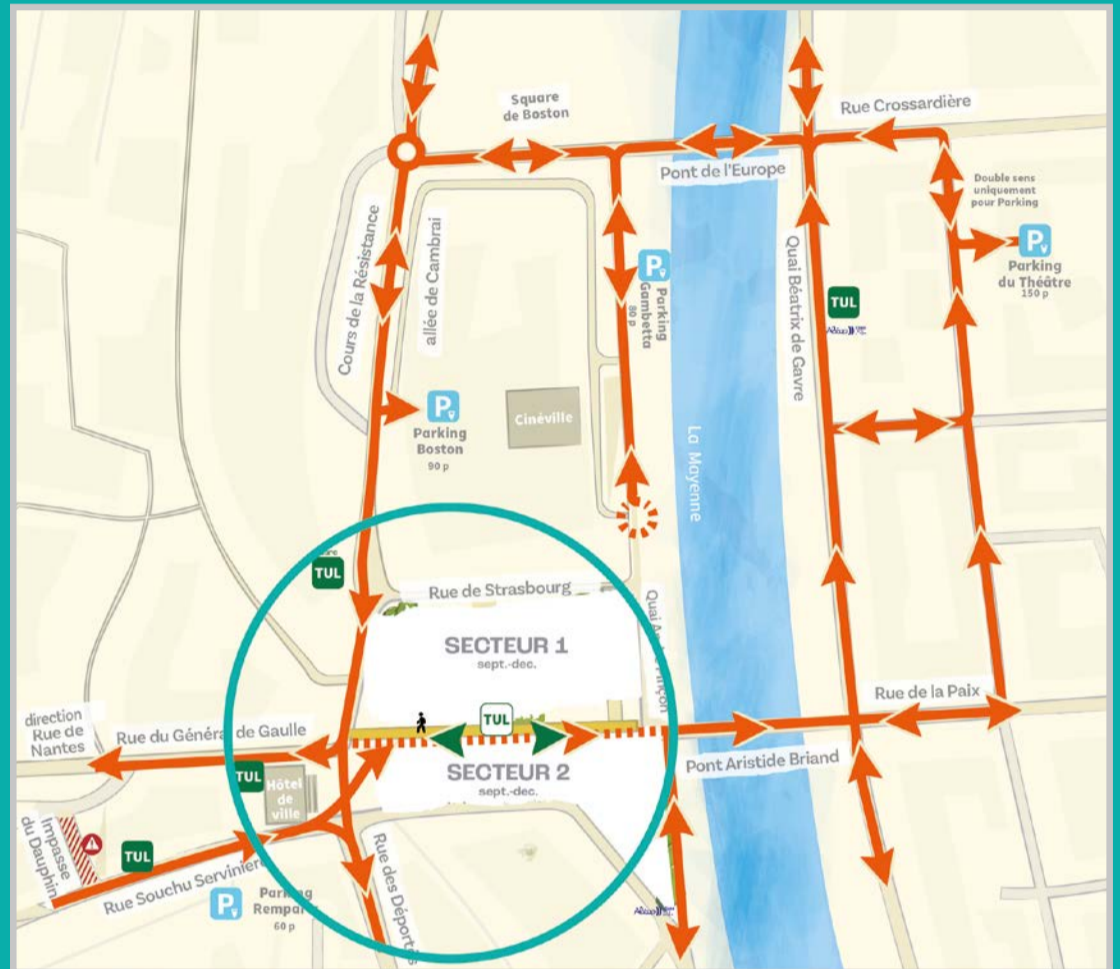 Square
de Boston
Rue Crossardière
Pont de l'Europe
Double sens
uniquement
pour Parking
P
Parking
du Théâtre
150 p
Cours de la Résistance
allée de Cambrai
P
Parking
Gambetta
80 p
Quai Béatrix de Gavre
TUL
P
Parking
Boston
90 p
Cinéville
La Mayenne
TUL
Rue de Strasbourg
Quai
SECTEUR 1
sept.-dec.
Rue de la Paix
direction
Rue de
Nantes
Rue du Général de Gaulle
TUL
Pont Aristide Briand
SECTEUR 2
sept.-dec.
TUL
Hôtel
de
ville
Impasse
du Dauphin
TUL
Rue Souchu Servinière
Rue des Déportés
P
Parking
Rempar
60 p